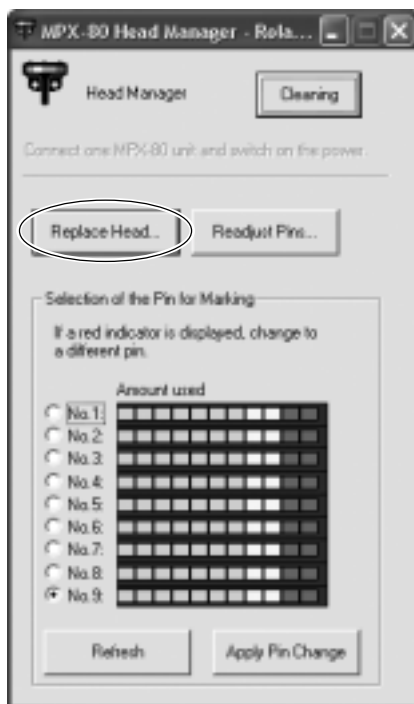 MPX-80 Head Manager - Rola...
Head Manager
Cleaning
Connect one MPX-80 unit and switch on the power.
Replace Head...
Readjust Pins...
Selection of the Pin for Marking
If a red indicator is displayed, change to
a different pin.
Amount used
No.1:
No.2:
No.3:
No.4:
No.5:
No.6:
No.7:
No.8:
No.9:
Refresh
Apply Pin Change